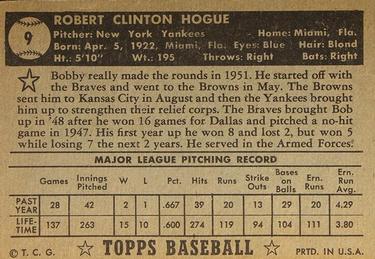 9
ROBERT CLINTON HOGUE
Pitcher: New York Yankees Home: Miami, Fla.
Born: Apr. 5, 1922, Miami, Fla. Eyes: Blue Hair: Blond
Ht.: 5'10" Wt.: 195 Throws: Right Bats: Right
Bobby really made the rounds in 1951. He started off with
the Braves and went to the Browns in May. The Browns
sent him to Kansas City in August and then the Yankees brought
him up to strengthen their relief corps. The Braves brought Bob
up in '48 after he won 16 games for Dallas and pitched a no-hit
game in 1947. His first year up he won 8 and lost 2, but won 5
while losing 7 the next 2 years. He served in the Armed Forces.
MAJOR LEAGUE PITCHING RECORD
Games Innings Pitched W L Pct. Hits Runs Strike Outs Bases on Balls Ern. Runs Ern. Run Avg.
PAST YEAR 28 42 2 1 .667 39 20 13 29 20 4.29
LIFE-TIME 137 263 15 10 .600 274 119 94 119 111 3.80
© T. C. G. TOPPS BASEBALL PRTD. IN U.S.A.